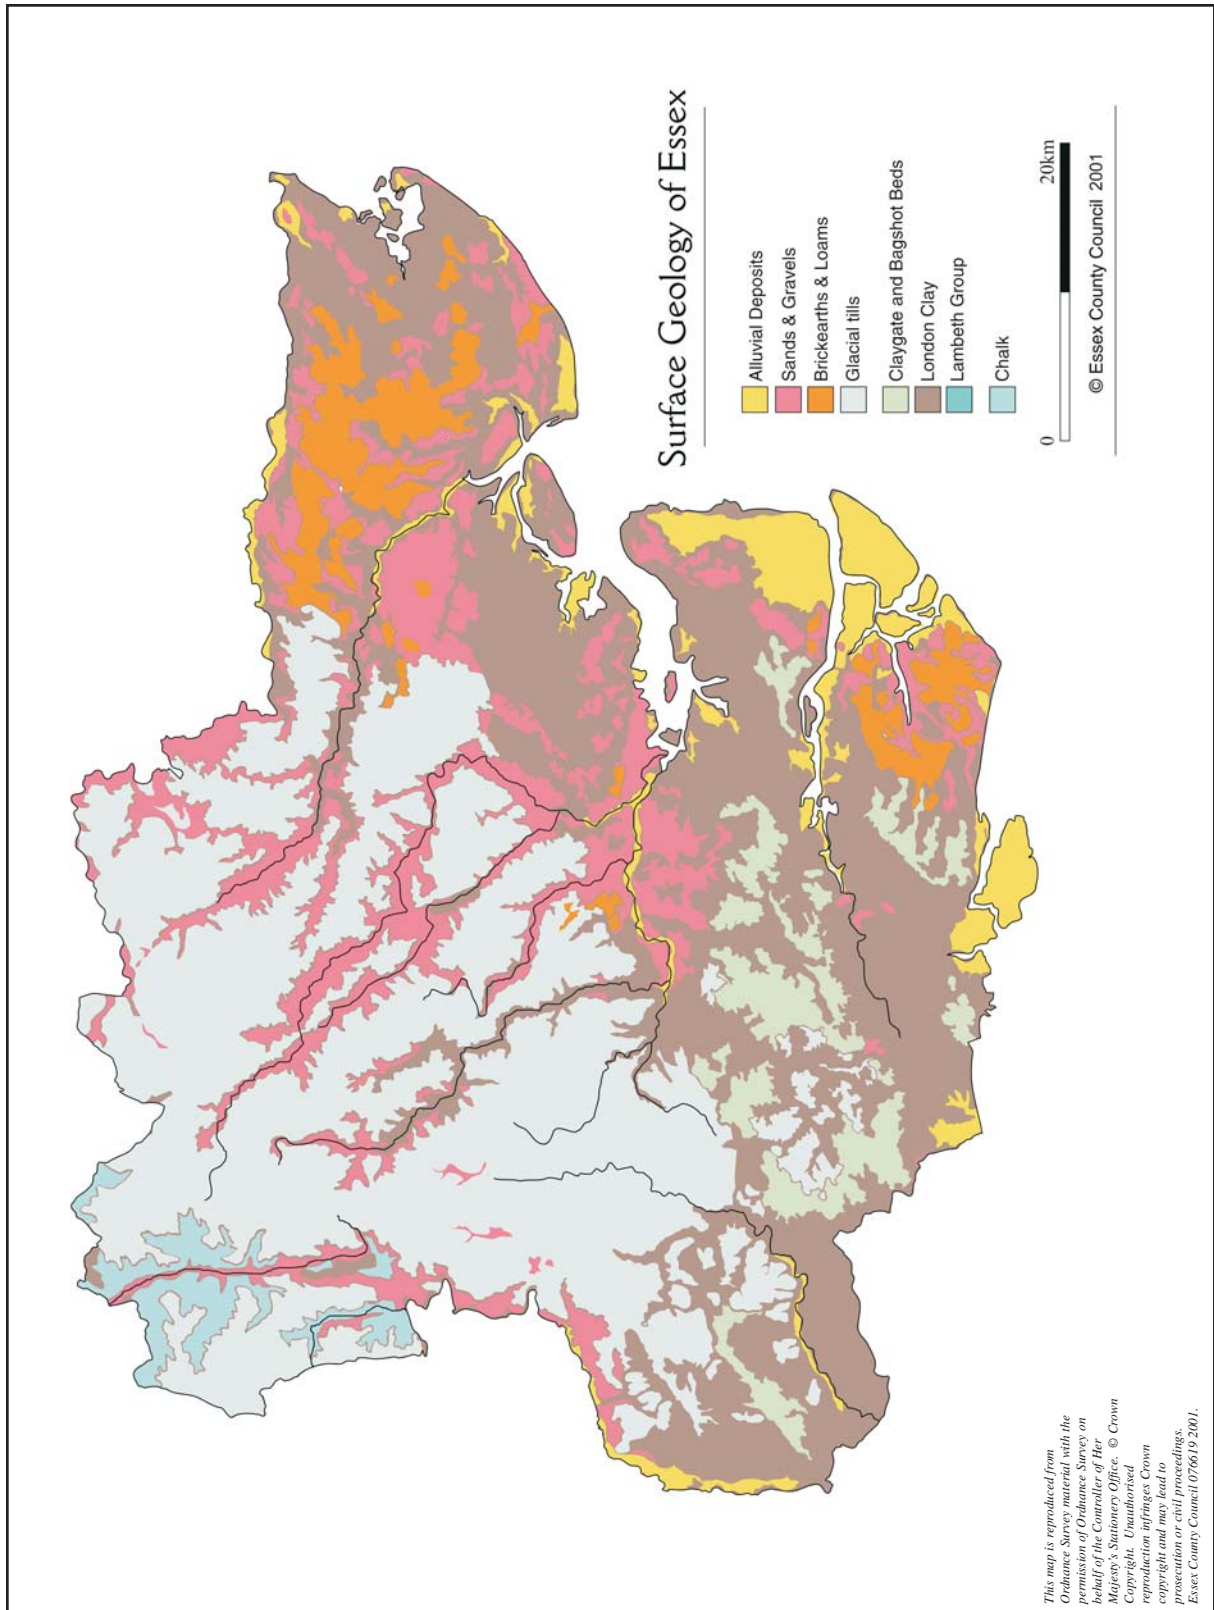 Surface Geology of Essex
Alluvial Deposits
Sands & Gravels
Brickearths & Loams
Glacial tills
Claygate and Bagshot Beds
London Clay
Lambeth Group
Chalk
0
20km
© Essex County Council 2001
This map is reproduced from
Ordnance Survey material with the
permission of Ordnance Survey on
behalf of the Controller of Her
Majesty's Stationery Office. © Crown
Copyright. Unauthorised
reproduction infringes Crown
copyright and may lead to
prosecution or civil proceedings.
Essex County Council 076619 2001.